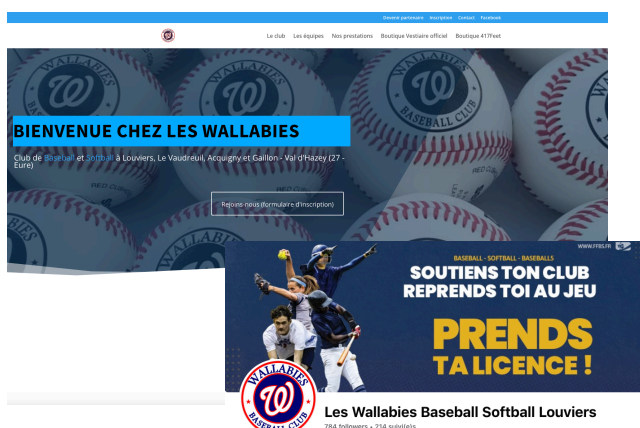 Devenir partenaire Inscription Contact Facebook
Le club Les équipes Nos prestations Boutique Vestiaire officiel Boutique 417Feet
WALLABIES
BASEBALL CLUB
BIENVENUE CHEZ LES WALLABIES
Club de Baseball et Softball à Louviers, Le Vaudreuil, Acquigny et Gaillon - Val d'Hazey (27 -
Eure)
Rejoins-nous (formulaire d'inscription)
WWW.FFBS.FR
BASEBALL - SOFTBALL - BASEBALL5
SOUTIENS TON CLUB
REPRENDS TOI AU JEU
PRENDS
TA LICENCE !
WALLABIES
W
BASEBALL CLUB
Les Wallabies Baseball Softball Louviers
784 followers • 214 suivi(e)s